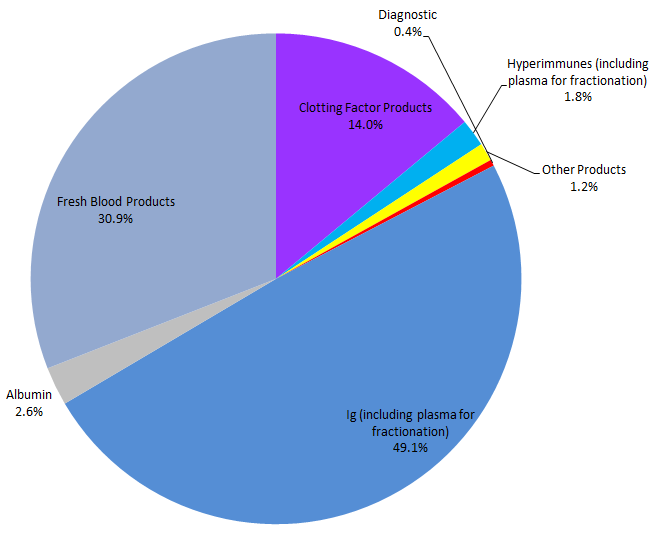 Diagnostic
0.4%
Hyperimmunes (including
plasma for fractionation)
1.8%
Clotting Factor Products
14.0%
Other Products
1.2%
Fresh Blood Products
30.9%
Albumin
2.6%
Ig (including plasma for
fractionation)
49.1%